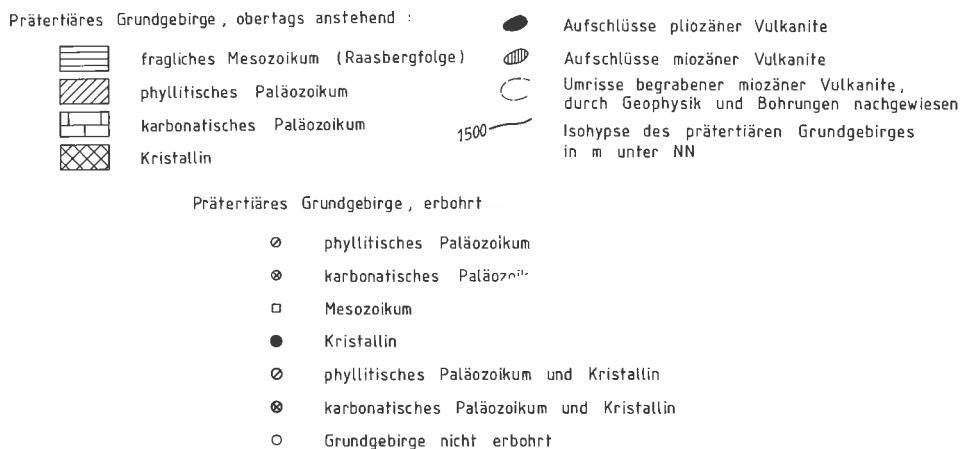 Prätertiäres Grundgebirge, obertags anstehend :
fragliches Mesozoikum (Raasbergfolge)
phyllitisches Paläozoikum
karbonatisches Paläozoikum
Kristallin
Aufschlüsse pliozäner Vulkanite
Aufschlüsse miozäner Vulkanite
Umrisse begrabener miozäner Vulkanite,
durch Geophysik und Bohrungen nachgewiesen
1500
Isohypse des prätertiären Grundgebirges
in m unter NN
Prätertiäres Grundgebirge, erbohrt
phyllitisches Paläozoikum
karbonatisches
Mesozoikum
Kristallin
phyllitisches Paläozoikum und Kristallin
karbonatisches Paläozoikum und Kristallin
Grundgebirge nicht erbohrt